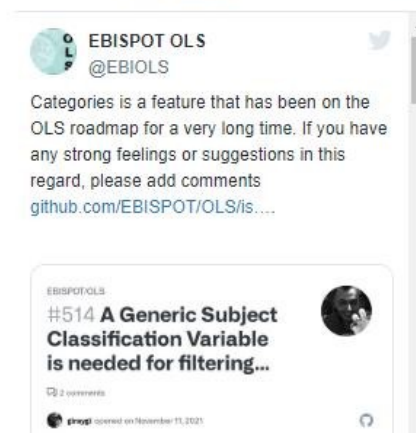 OLS
EBISPOT OLS
@EBIOLS
Categories is a feature that has been on the
OLS roadmap for a very long time. If you have
any strong feelings or suggestions in this
regard, please add comments
github.com/EBISPOT/OLS/is....
EBISPOT/OLS
#514 A Generic Subject
Classification Variable
is needed for filtering...
2 comments
giraygi opened on November 11, 2021